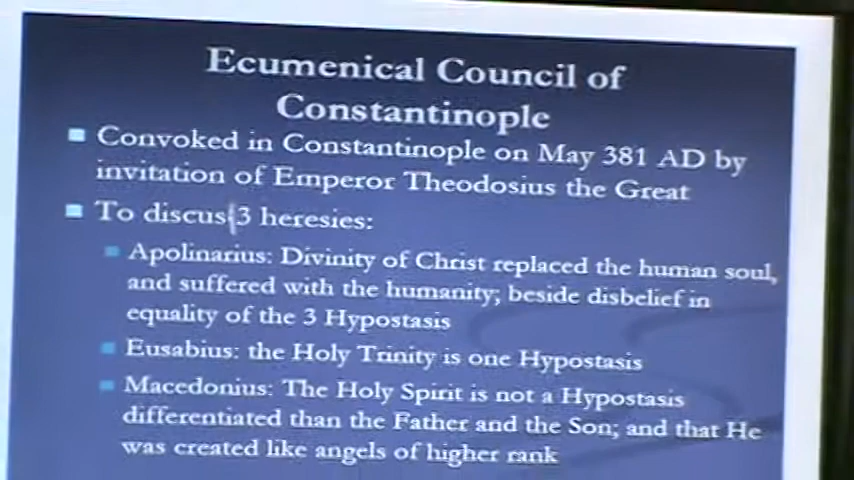 Ecumenical Council of
Constantinople
Convoked in Constantinople on May 381 AD by
invitation of Emperor Theodosius the Great
To discuss 3 heresies:
Apolinarius: Divinity of Christ replaced the human soul,
and suffered with the humanity; beside disbelief in
equality of the 3 Hypostasis
Eusabius: the Holy Trinity is one Hypostasis
Macedonius: The Holy Spirit is not a Hypostasis
differentiated than the Father and the Son; and that He
was created like angels of higher rank